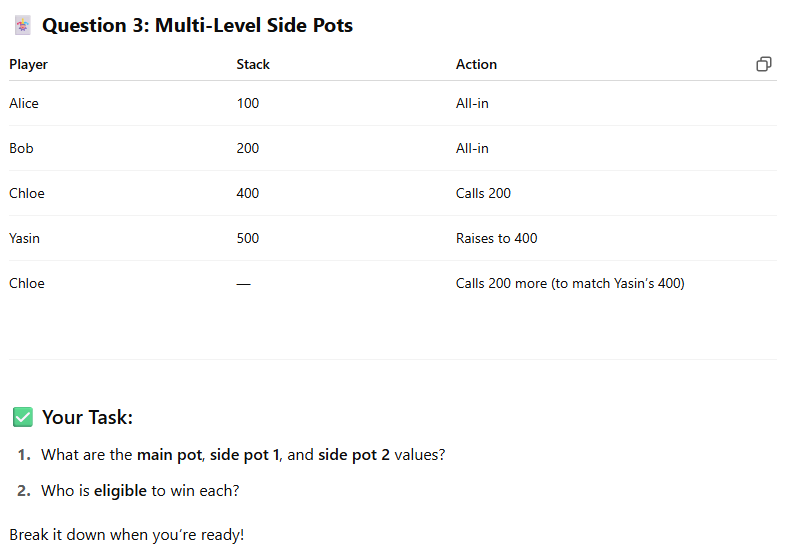 🃏 Question 3: Multi-Level Side Pots
Player Stack Action
Alice 100 All-in
Bob 200 All-in
Chloe 400 Calls 200
Yasin 500 Raises to 400
Chloe — Calls 200 more (to match Yasin’s 400)
✅ Your Task:
1. What are the main pot, side pot 1, and side pot 2 values?
2. Who is eligible to win each?
Break it down when you’re ready!